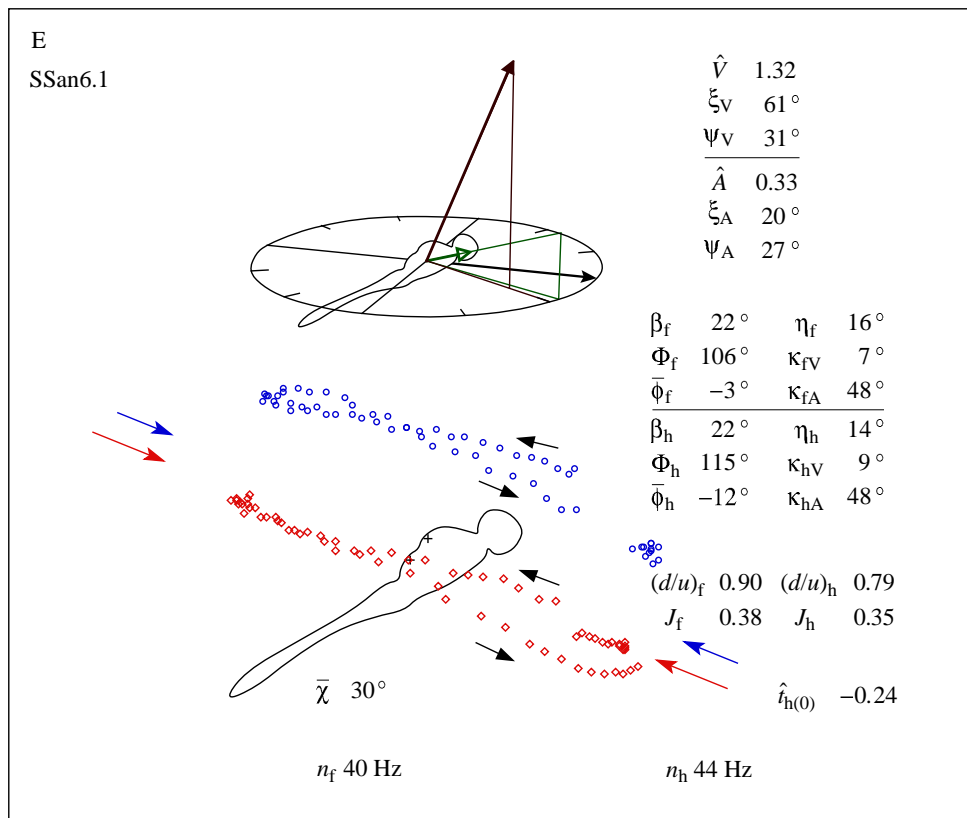 E
SSan6.1
V̂ 1.32
ξV 61°
ψV 31°
Â 0.33
ξA 20°
ψA 27°
βf 22° ηf 16°
Φf 106° κfV 7°
ϕ̅f −3° κfA 48°
βh 22° ηh 14°
Φh 115° κhV 9°
ϕ̅h −12° κhA 48°
(d/u)f 0.90 (d/u)h 0.79
Jf 0.38 Jh 0.35
χ̅ 30° t̂h(0) −0.24
nf 40 Hz nh 44 Hz